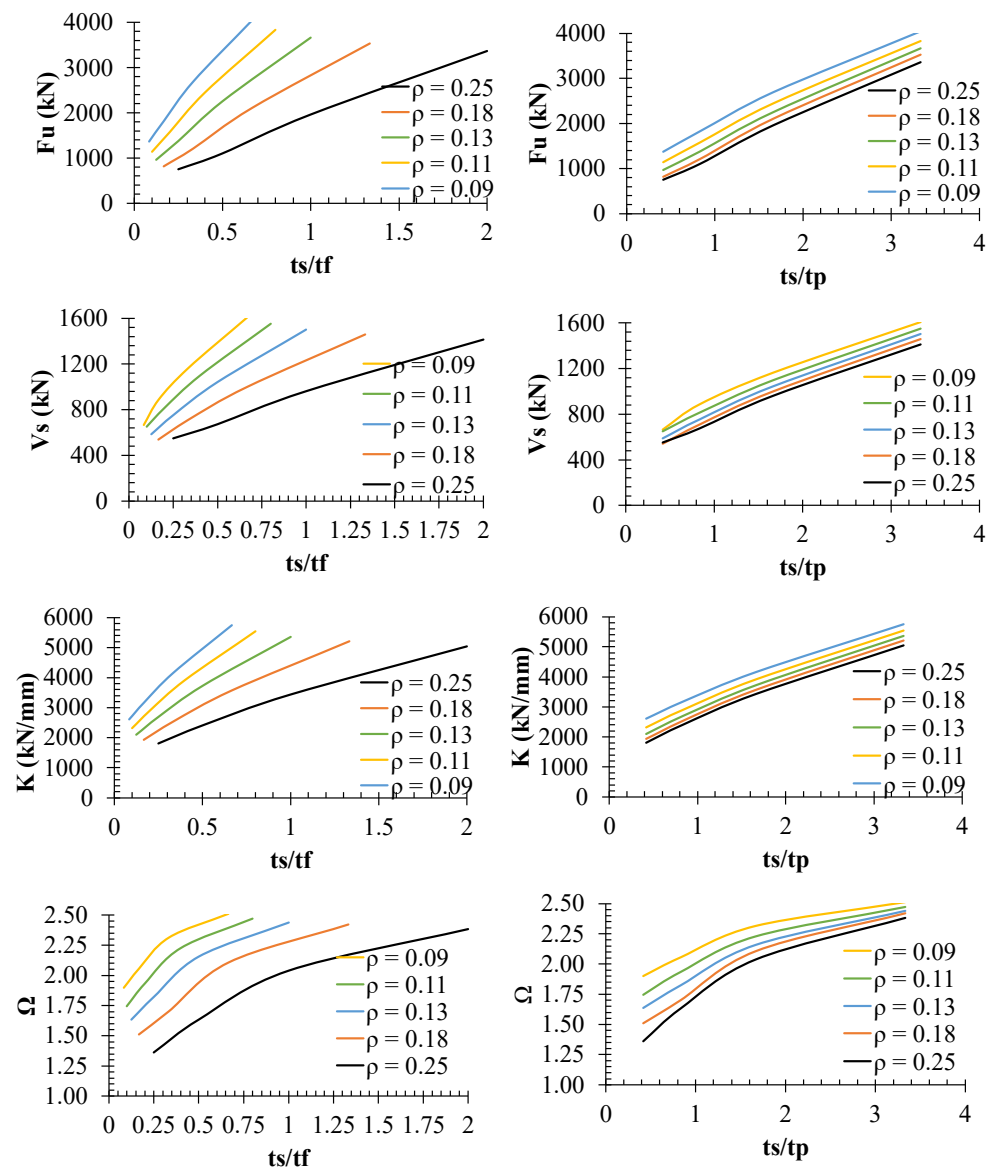 4000
3000
2000
1000
0
Fu (kN)
0 0.5 1 1.5 2
ts/tf
ρ = 0.25
ρ = 0.18
ρ = 0.13
ρ = 0.11
ρ = 0.09
4000
3000
2000
1000
0
Fu (kN)
0 1 2 3 4
ts/tp
ρ = 0.25
ρ = 0.18
ρ = 0.13
ρ = 0.11
ρ = 0.09
1600
1200
800
400
0
Vs (kN)
0 0.25 0.5 0.75 1 1.25 1.5 1.75 2
ts/tf
ρ = 0.09
ρ = 0.11
ρ = 0.13
ρ = 0.18
ρ = 0.25
1600
1200
800
400
0
Vs (kN)
0 1 2 3 4
ts/tp
ρ = 0.09
ρ = 0.11
ρ = 0.13
ρ = 0.18
ρ = 0.25
6000
5000
4000
3000
2000
1000
0
K (kN/mm)
0 0.5 1 1.5 2
ts/tf
ρ = 0.25
ρ = 0.18
ρ = 0.13
ρ = 0.11
ρ = 0.09
6000
5000
4000
3000
2000
1000
0
K (kN/mm)
0 1 2 3 4
ts/tp
ρ = 0.25
ρ = 0.18
ρ = 0.13
ρ = 0.11
ρ = 0.09
2.50
2.25
2.00
1.75
1.50
1.25
1.00
Ω
0 0.25 0.5 0.75 1 1.25 1.5 1.75 2
ts/tf
ρ = 0.09
ρ = 0.11
ρ = 0.13
ρ = 0.18
ρ = 0.25
2.50
2.25
2.00
1.75
1.50
1.25
1.00
Ω
0 1 2 3 4
ts/tp
ρ = 0.09
ρ = 0.11
ρ = 0.13
ρ = 0.18
ρ = 0.25